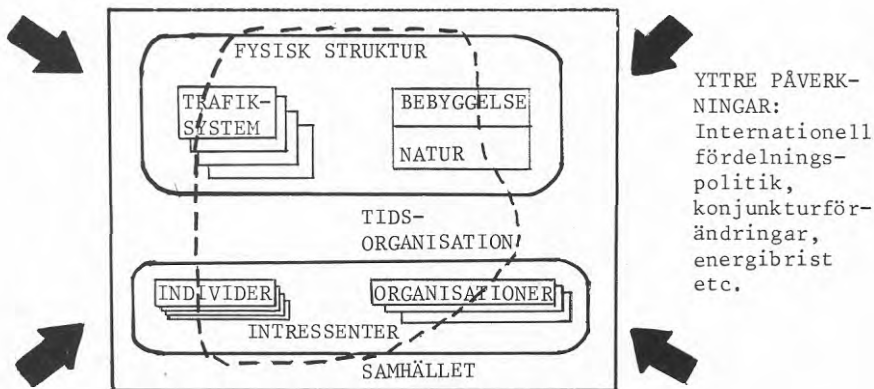 FYSISK STRUKTUR
TRAFIK-
SYSTEM
BEBYGGELSE
NATUR
TIDS-
ORGANISATION
INDIVIDER
ORGANISATIONER
INTRESSENTER
SAMHÄLLET
YTTRE PÅVERK-
NINGAR:
Internationell
fördelnings-
politik,
konjunkturför-
ändringar,
energibrist
etc.